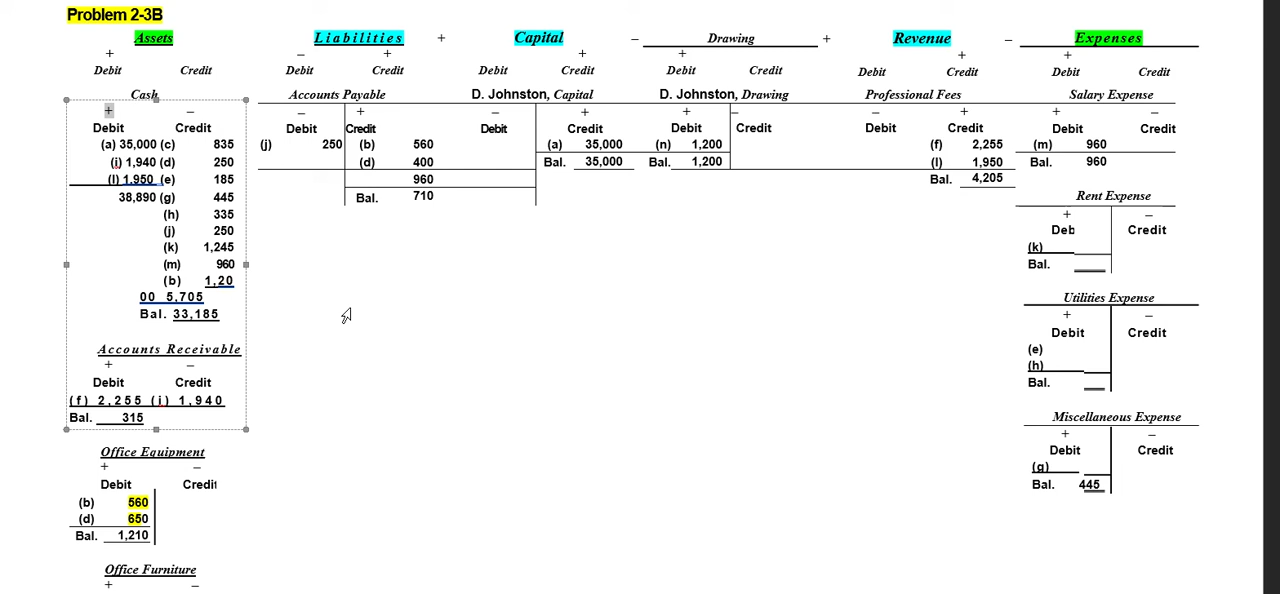 Problem 2-3B
Assets Liabilities + Capital – Drawing + Revenue – Expenses
+ – + + + + +
Debit Credit Debit Credit Debit Credit Debit Credit Debit Credit Debit Credit
Cash Accounts Payable D. Johnston, Capital D. Johnston, Drawing Professional Fees Salary Expense
+ – – + – + + – – + + –
Debit Credit Debit Credit Debit Credit Debit Credit Debit Credit Debit Credit
(a) 35,000 (c) 835 (j) 250 (b) 560 (a) 35,000 (n) 1,200 (f) 2,255 (m) 960
(i) 1,940 (d) 250 (d) 400 Bal. 35,000 Bal. 1,200 (l) 1,950 Bal. 960
(l) 1,950 (e) 185 960 Bal. 4,205
38,890 (g) 445 Bal. 710
(h) 335
(j) 250
(k) 1,245
(m) 960
(b) 1,20
00 5,705
Bal. 33,185
Accounts Receivable
+ –
Debit Credit
(f) 2,255 (i) 1,940
Bal. 315
Office Equipment
+ –
Debit Credit
(b) 560
(d) 650
Bal. 1,210
Office Furniture
+ –
Rent Expense
+ –
Deb Credit
(k)
Bal.
Utilities Expense
+ –
Debit Credit
(e)
(h)
Bal.
Miscellaneous Expense
+ –
Debit Credit
(g)
Bal. 445